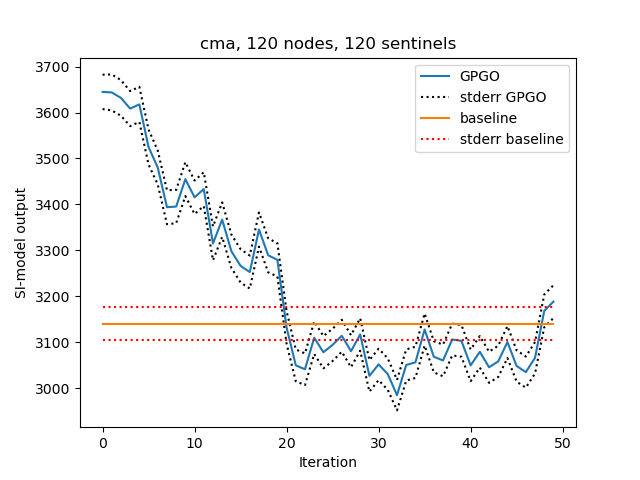 cma, 120 nodes, 120 sentinels
3700
3600
3500
3400
3300
3200
3100
3000
SI-model output
GPGO
stderr GPGO
baseline
stderr baseline
0
10
20
30
40
50
Iteration